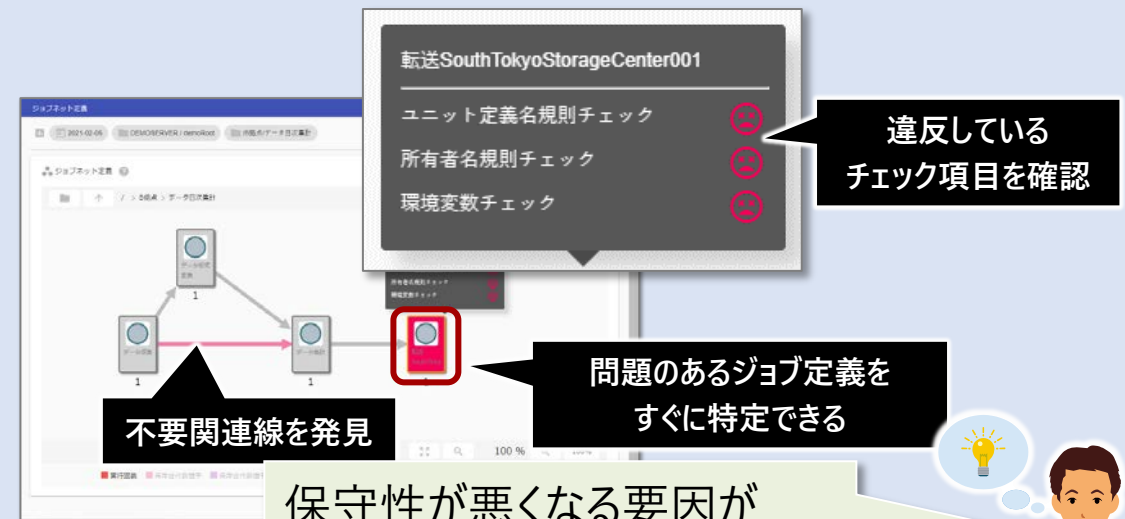 転送SouthTokyoStorageCenter001
ユニット定義名規則チェック
所有者名規則チェック
環境変数チェック
違反している
チェック項目を確認
ジョブネット定義
2021-02-05
DEMOSERVER / demoRoot
ジョブネット定義
所有者名規則チェック
環境変数チェック
1
1
1
問題のあるジョブ定義を
すぐに特定できる
不要関連線を発見
100 %
保守性が悪くなる要因が